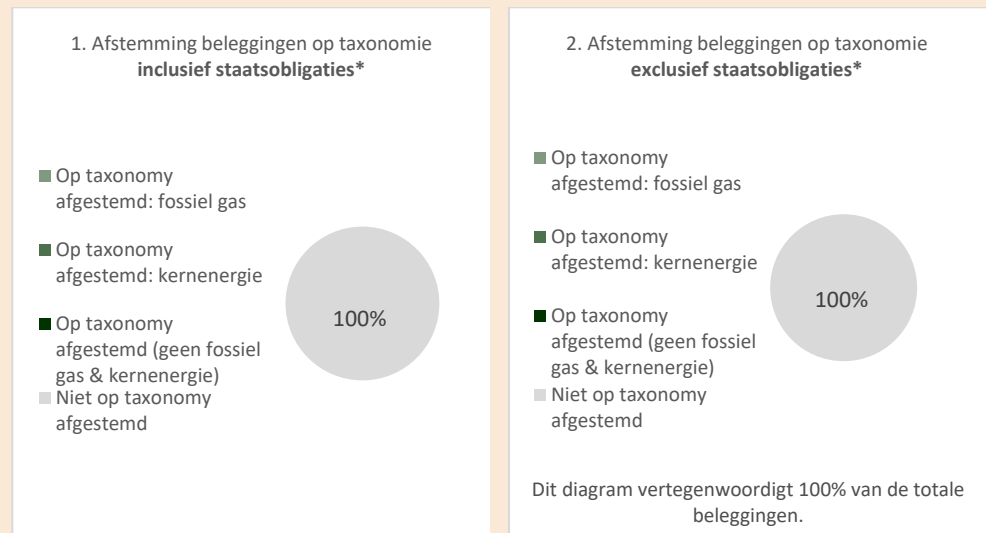 1. Afstemming beleggingen op taxonomie
inclusief staatsobligaties*
Op taxonomy
afgestemd: fossiel gas
Op taxonomy
afgestemd: kernenergie
Op taxonomy
afgestemd (geen fossiel
gas & kernenergie)
Niet op taxonomy
afgestemd
100%
2. Afstemming beleggingen op taxonomie
exclusief staatsobligaties*
Op taxonomy
afgestemd: fossiel gas
Op taxonomy
afgestemd: kernenergie
Op taxonomy
afgestemd (geen fossiel
gas & kernenergie)
Niet op taxonomy
afgestemd
100%
Dit diagram vertegenwoordigt 100% van de totale
beleggingen.